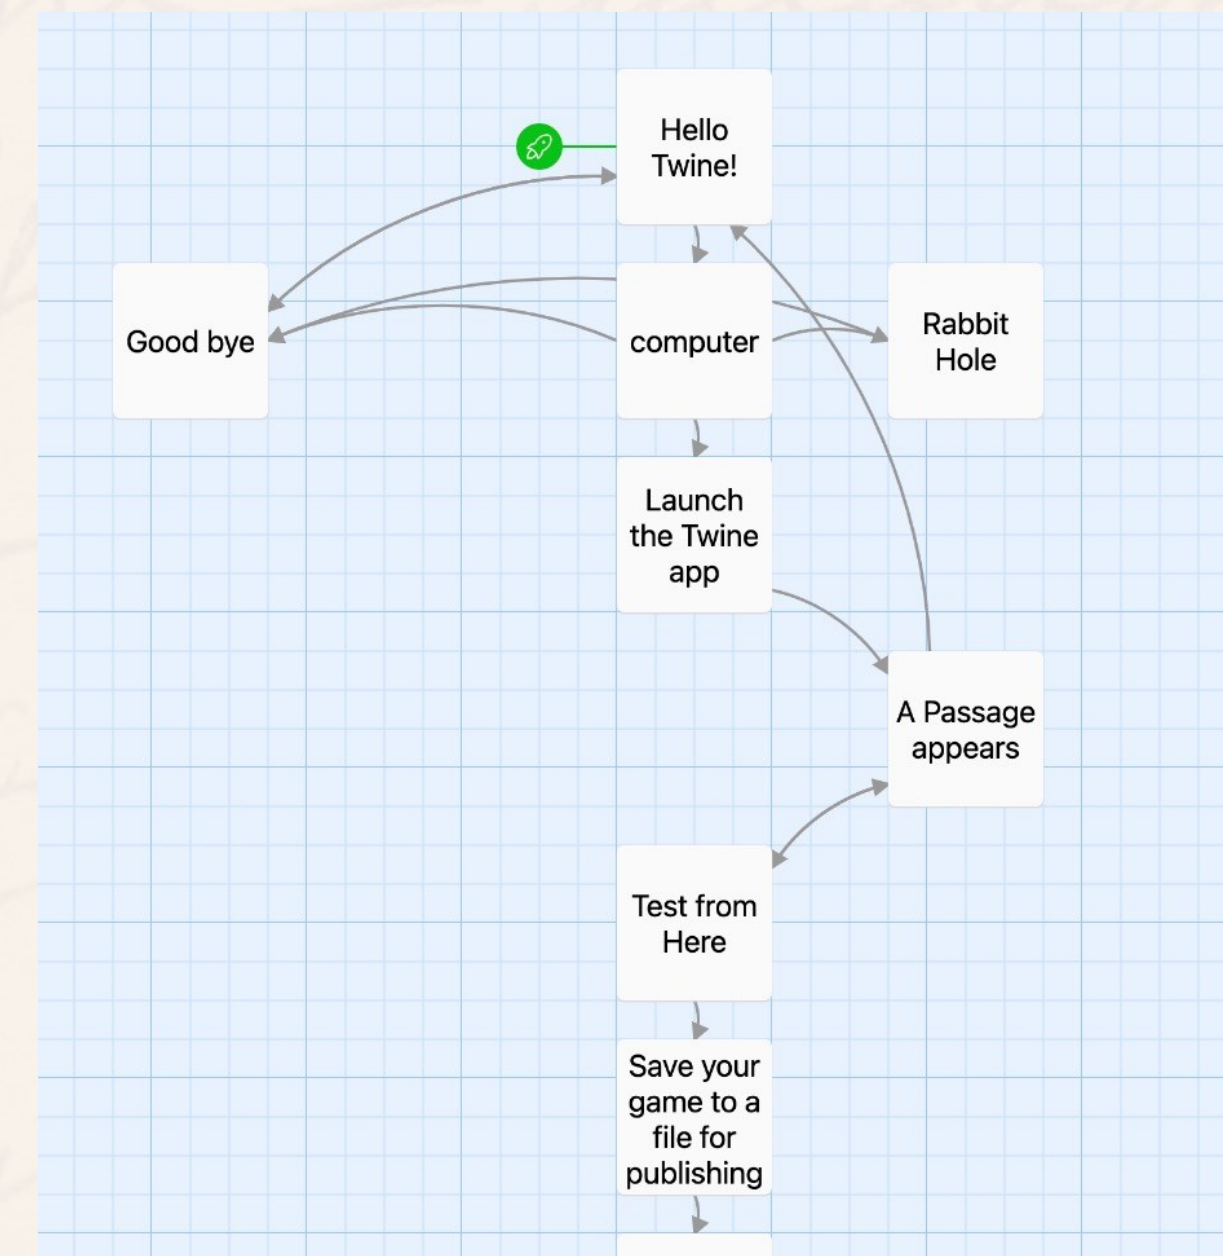 Hello
Twine!
Good bye
computer
Rabbit
Hole
Launch
the Twine
app
A Passage
appears
Test from
Here
Save your
game to a
file for
publishing